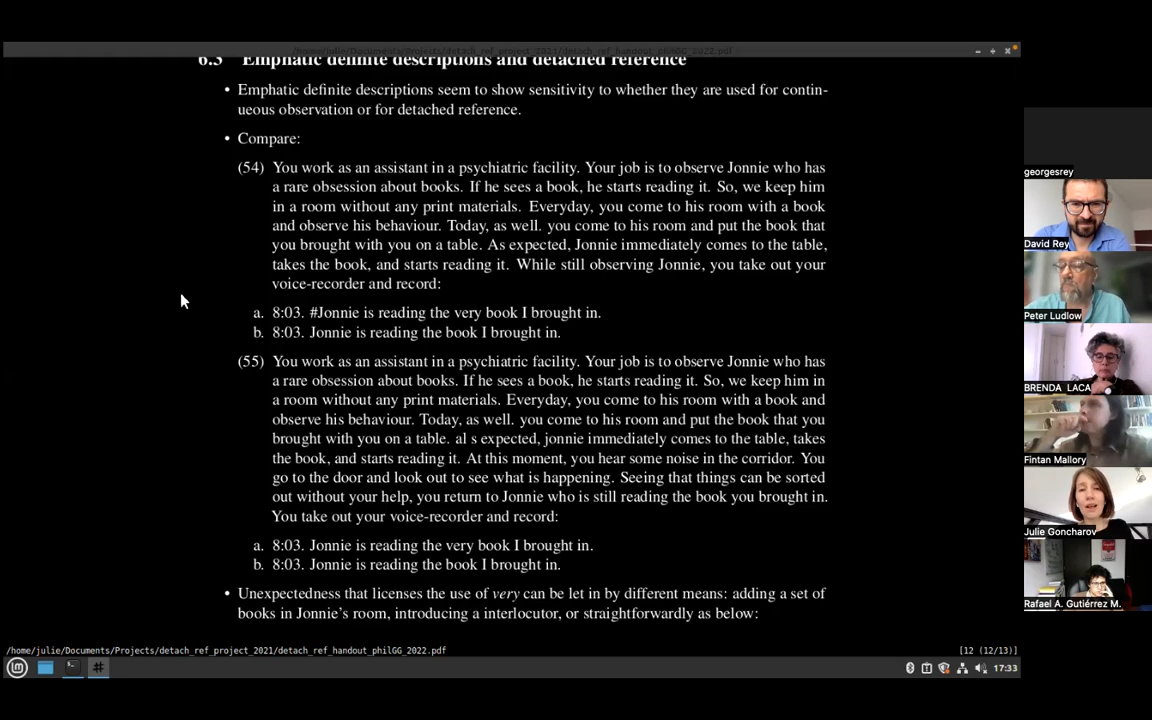 /home/julie/Documents/Projects/detach_ref_project_2021/detach_ref_handout_philGG_2022.pdf
6.3 Emphatic definite descriptions and detached reference
• Emphatic definite descriptions seem to show sensitivity to whether they are used for contin-
ueous observation or for detached reference.
• Compare:
(54) You work as an assistant in a psychiatric facility. Your job is to observe Jonnie who has
a rare obsession about books. If he sees a book, he starts reading it. So, we keep him
in a room without any print materials. Everyday, you come to his room with a book
and observe his behaviour. Today, as well. you come to his room and put the book that
you brought with you on a table. As expected, Jonnie immediately comes to the table,
takes the book, and starts reading it. While still observing Jonnie, you take out your
voice-recorder and record:
a. 8:03. #Jonnie is reading the very book I brought in.
b. 8:03. Jonnie is reading the book I brought in.
(55) You work as an assistant in a psychiatric facility. Your job is to observe Jonnie who has
a rare obsession about books. If he sees a book, he starts reading it. So, we keep him in
a room without any print materials. Everyday, you come to his room with a book and
observe his behaviour. Today, as well. you come to his room and put the book that you
brought with you on a table. al s expected, jonnie immediately comes to the table, takes
the book, and starts reading it. At this moment, you hear some noise in the corridor. You
go to the door and look out to see what is happening. Seeing that things can be sorted
out without your help, you return to Jonnie who is still reading the book you brought in.
You take out your voice-recorder and record:
a. 8:03. Jonnie is reading the very book I brought in.
b. 8:03. Jonnie is reading the book I brought in.
• Unexpectedness that licenses the use of very can be let in by different means: adding a set of
books in Jonnie's room, introducing a interlocutor, or straightforwardly as below:
/home/julie/Documents/Projects/detach_ref_project_2021/detach_ref_handout_philGG_2022.pdf
[12 (12/13)]
17:33
georgesrey
David Rey
Peter Ludlow
BRENDA LACA
Fintan Mallory
Julie Goncharov
Rafael A. Gutiérrez M.